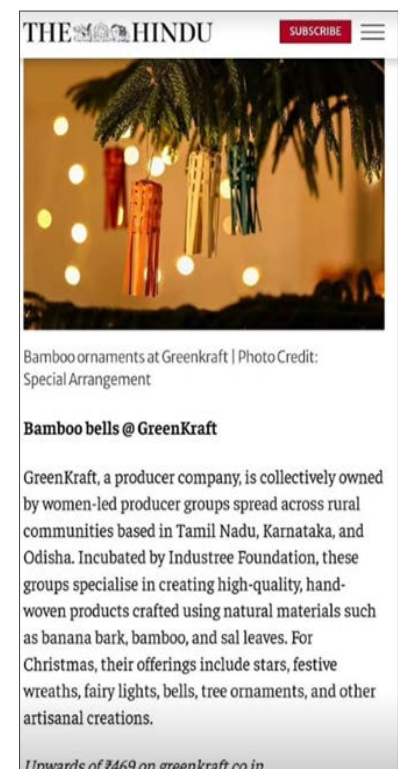 THE HINDU
SUBSCRIBE
Bamboo ornaments at Greenkraft | Photo Credit:
Special Arrangement
Bamboo bells @ GreenKraft
GreenKraft, a producer company, is collectively owned
by women-led producer groups spread across rural
communities based in Tamil Nadu, Karnataka, and
Odisha. Incubated by Industree Foundation, these
groups specialise in creating high-quality, hand-
woven products crafted using natural materials such
as banana bark, bamboo, and sal leaves. For
Christmas, their offerings include stars, festive
wreaths, fairy lights, bells, tree ornaments, and other
artisanal creations.
Upwards of ₹469 on greenkraft.co.in